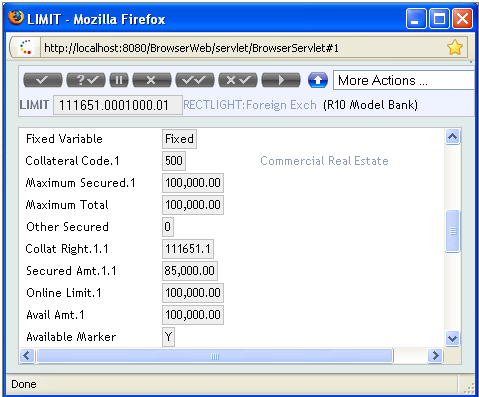 LIMIT - Mozilla Firefox
http://localhost:8080/BrowserWeb/servlet/BrowserServlet#1
More Actions ...
LIMIT 111651.0001000.01 RECTLIGHT:Foreign Exch (R10 Model Bank)
Fixed Variable Fixed
Collateral Code.1 500 Commercial Real Estate
Maximum Secured.1 100,000.00
Maximum Total 100,000.00
Other Secured 0
Collat Right.1.1 111651.1
Secured Amt.1.1 85,000.00
Online Limit.1 100,000.00
Avail Amt.1 100,000.00
Available Marker Y
Done